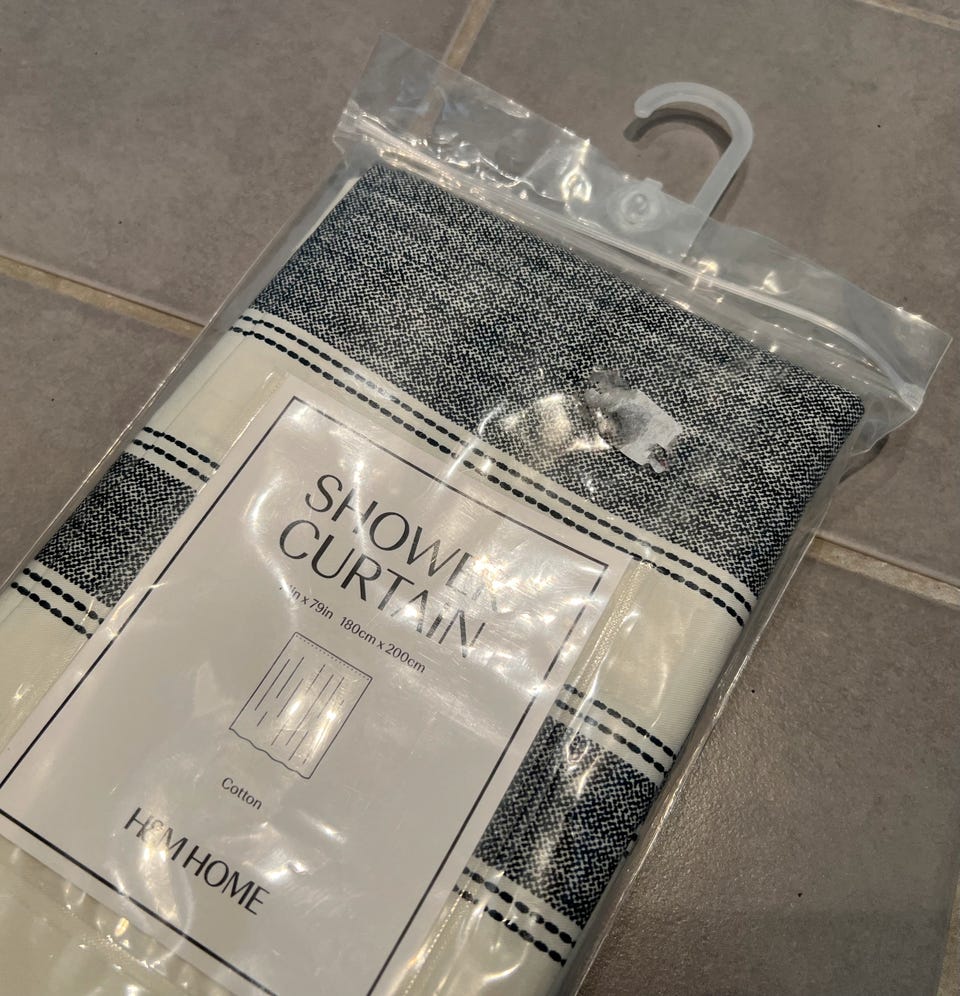 SHOWER
CURTAIN
x 79in 180cm x 200cm
Cotton
H&M HOME